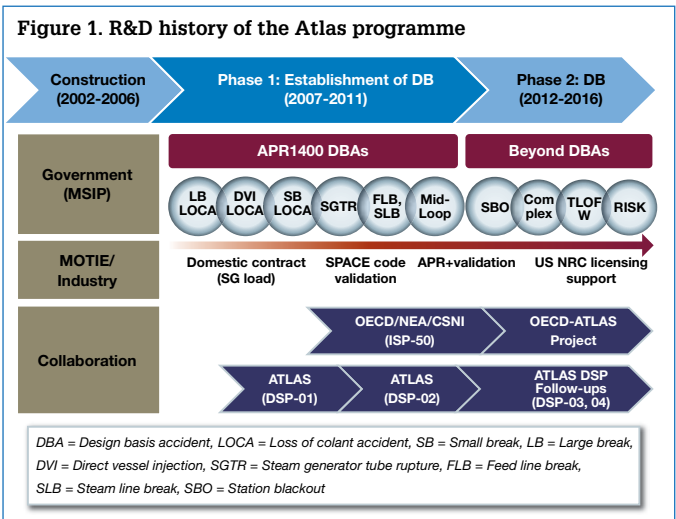 Figure 1. R&D history of the Atlas programme
Construction
(2002-2006)
Phase 1: Establishment of DB
(2007-2011)
Phase 2: DB
(2012-2016)
Government
(MSIP)
APR1400 DBAs
Beyond DBAs
LB
LOCA
DVI
LOCA
SB
LOCA
SGTR
FLB,
SLB
Mid-
Loop
SBO
Com
plex
TLOF
W
RISK
MOTIE/
Industry
Domestic contract
(SG load)
SPACE code
validation
APR+validation
US NRC licensing
support
Collaboration
OECD/NEA/CSNI
(ISP-50)
OECD-ATLAS
Project
ATLAS
(DSP-01)
ATLAS
(DSP-02)
ATLAS DSP
Follow-ups
(DSP-03, 04)
DBA = Design basis accident, LOCA = Loss of colant accident, SB = Small break, LB = Large break,
DVI = Direct vessel injection, SGTR = Steam generator tube rupture, FLB = Feed line break,
SLB = Steam line break, SBO = Station blackout